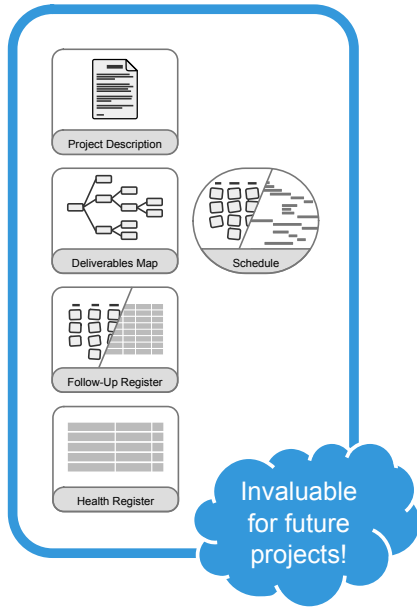 Project Description
Deliverables Map
Schedule
Follow-Up Register
Health Register
Invaluable
for future
projects!